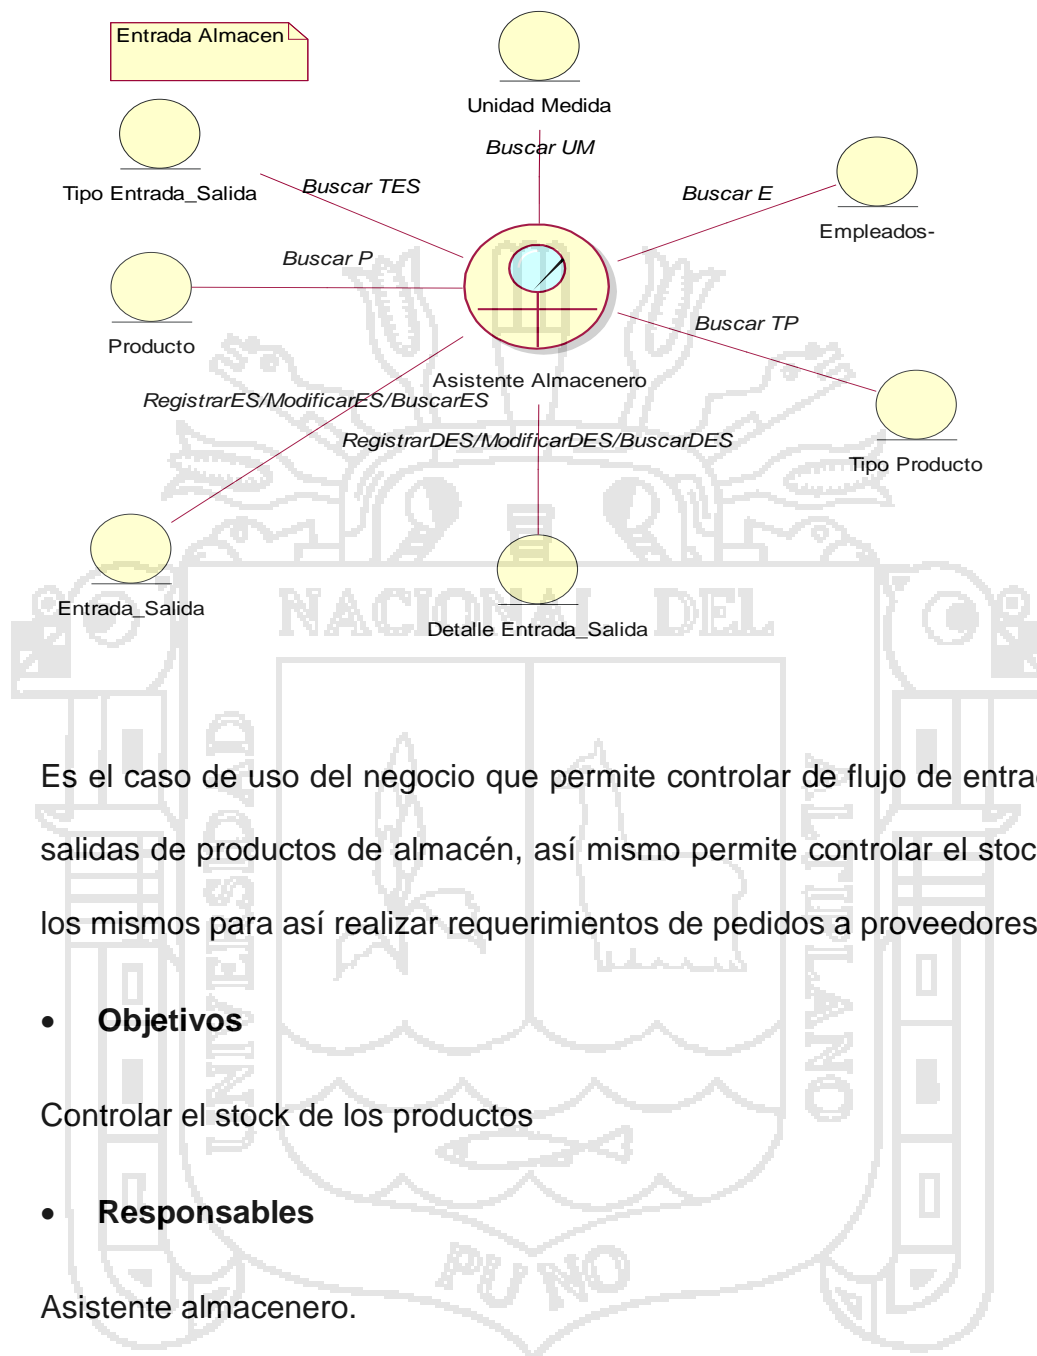 Entrada Almacen
Unidad Medida
Buscar UM
Tipo Entrada_Salida
Buscar TES
Buscar E
Empleados-
Buscar P
Producto
Buscar TP
Asistente Almacenero
RegistrarES/ModificarES/BuscarES
RegistrarDES/ModificarDES/BuscarDES
Tipo Producto
Entrada_Salida
Detalle Entrada_Salida
NACIONAL DEL
UNIVERSIDAD
ALTIPLANO
Es el caso de uso del negocio que permite controlar de flujo de entra
salidas de productos de almacén, así mismo permite controlar el stoc
los mismos para así realizar requerimientos de pedidos a proveedores
• Objetivos
Controlar el stock de los productos
• Responsables
PUNO
Asistente almacenero.